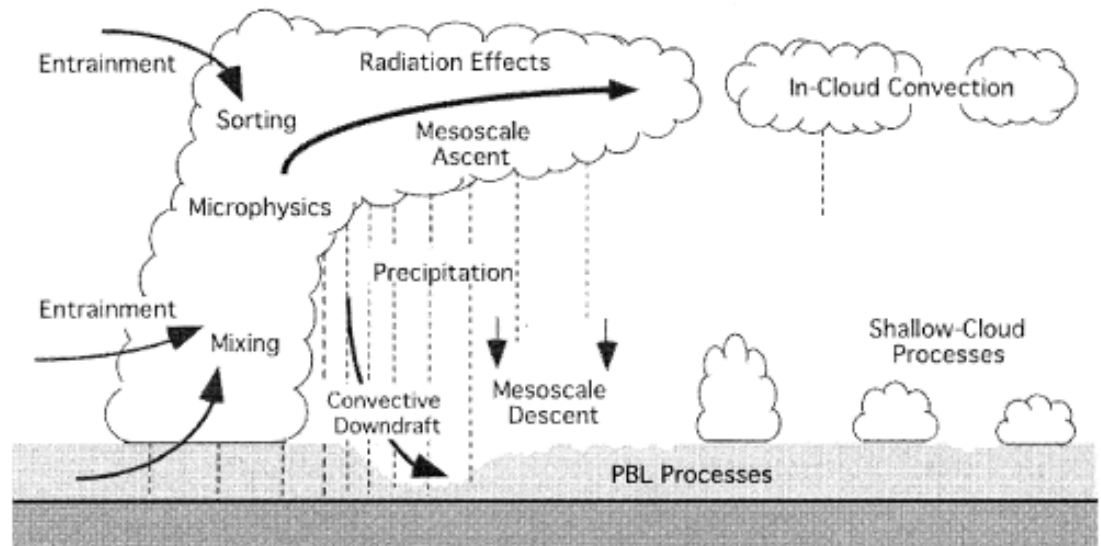 Entrainment
Radiation Effects
In-Cloud Convection
Sorting
Mesoscale
Ascent
Microphysics
Precipitation
Entrainment
Mixing
Shallow-Cloud
Processes
Convective
Downdraft
Mesoscale
Descent
PBL Processes